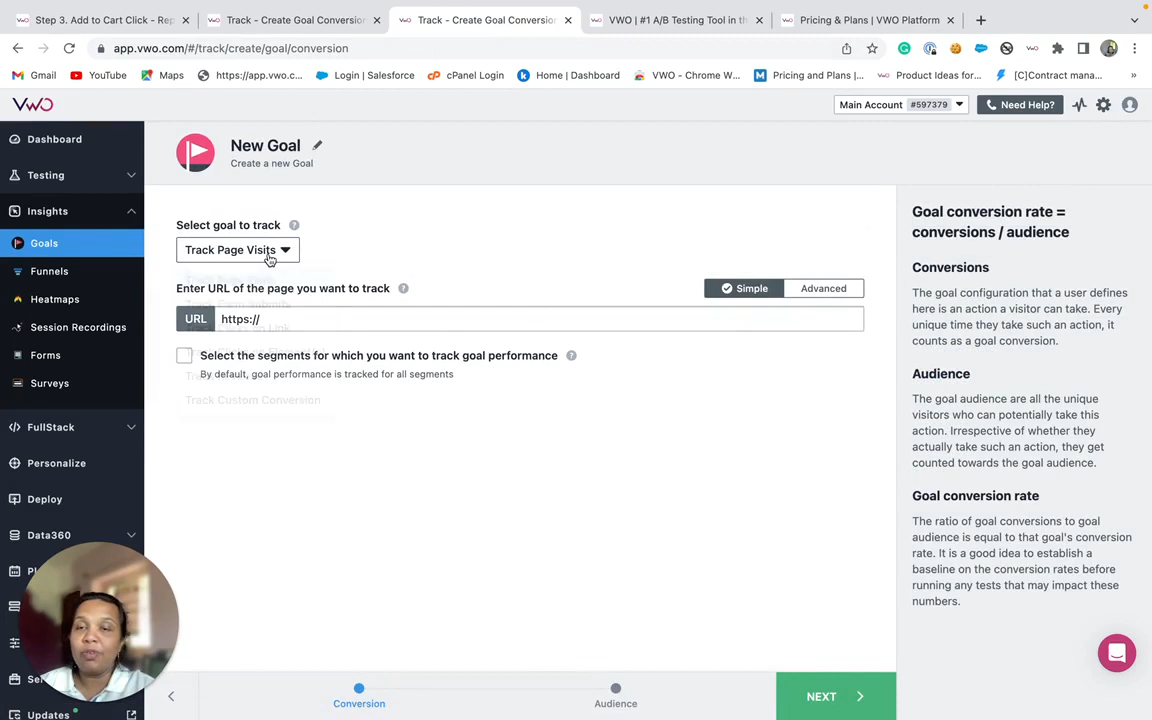 Step 3. Add to Cart Click - Rep
Track - Create Goal Conversion
Track - Create Goal Conversion
VWO | #1 A/B Testing Tool in th
Pricing & Plans | VWO Platform
app.vwo.com/#/track/create/goal/conversion
Gmail
YouTube
Maps
https://app.vwo.c...
Login | Salesforce
cPanel Login
Home | Dashboard
VWO - Chrome W...
Pricing and Plans |...
Product Ideas for...
[C]Contract mana...
»
VWO
Main Account #597379
Need Help?
Dashboard
Testing
Insights
Goals
Funnels
Heatmaps
Session Recordings
Forms
Surveys
FullStack
Personalize
Deploy
Data360
Pl
Se
Updates
New Goal
Create a new Goal
Select goal to track ?
Track Page Visits
Enter URL of the page you want to track ?
Simple
Advanced
URL https://
Select the segments for which you want to track goal performance ?
By default, goal performance is tracked for all segments
Track Custom Conversion
Conversion
Audience
NEXT
Goal conversion rate =
conversions / audience
Conversions
The goal configuration that a user defines
here is an action a visitor can take. Every
unique time they take such an action, it
counts as a goal conversion.
Audience
The goal audience are all the unique
visitors who can potentially take this
action. Irrespective of whether they
actually take such an action, they get
counted towards the goal audience.
Goal conversion rate
The ratio of goal conversions to goal
audience is equal to that goal's conversion
rate. It is a good idea to establish a
baseline on the conversion rates before
running any tests that may impact these
numbers.